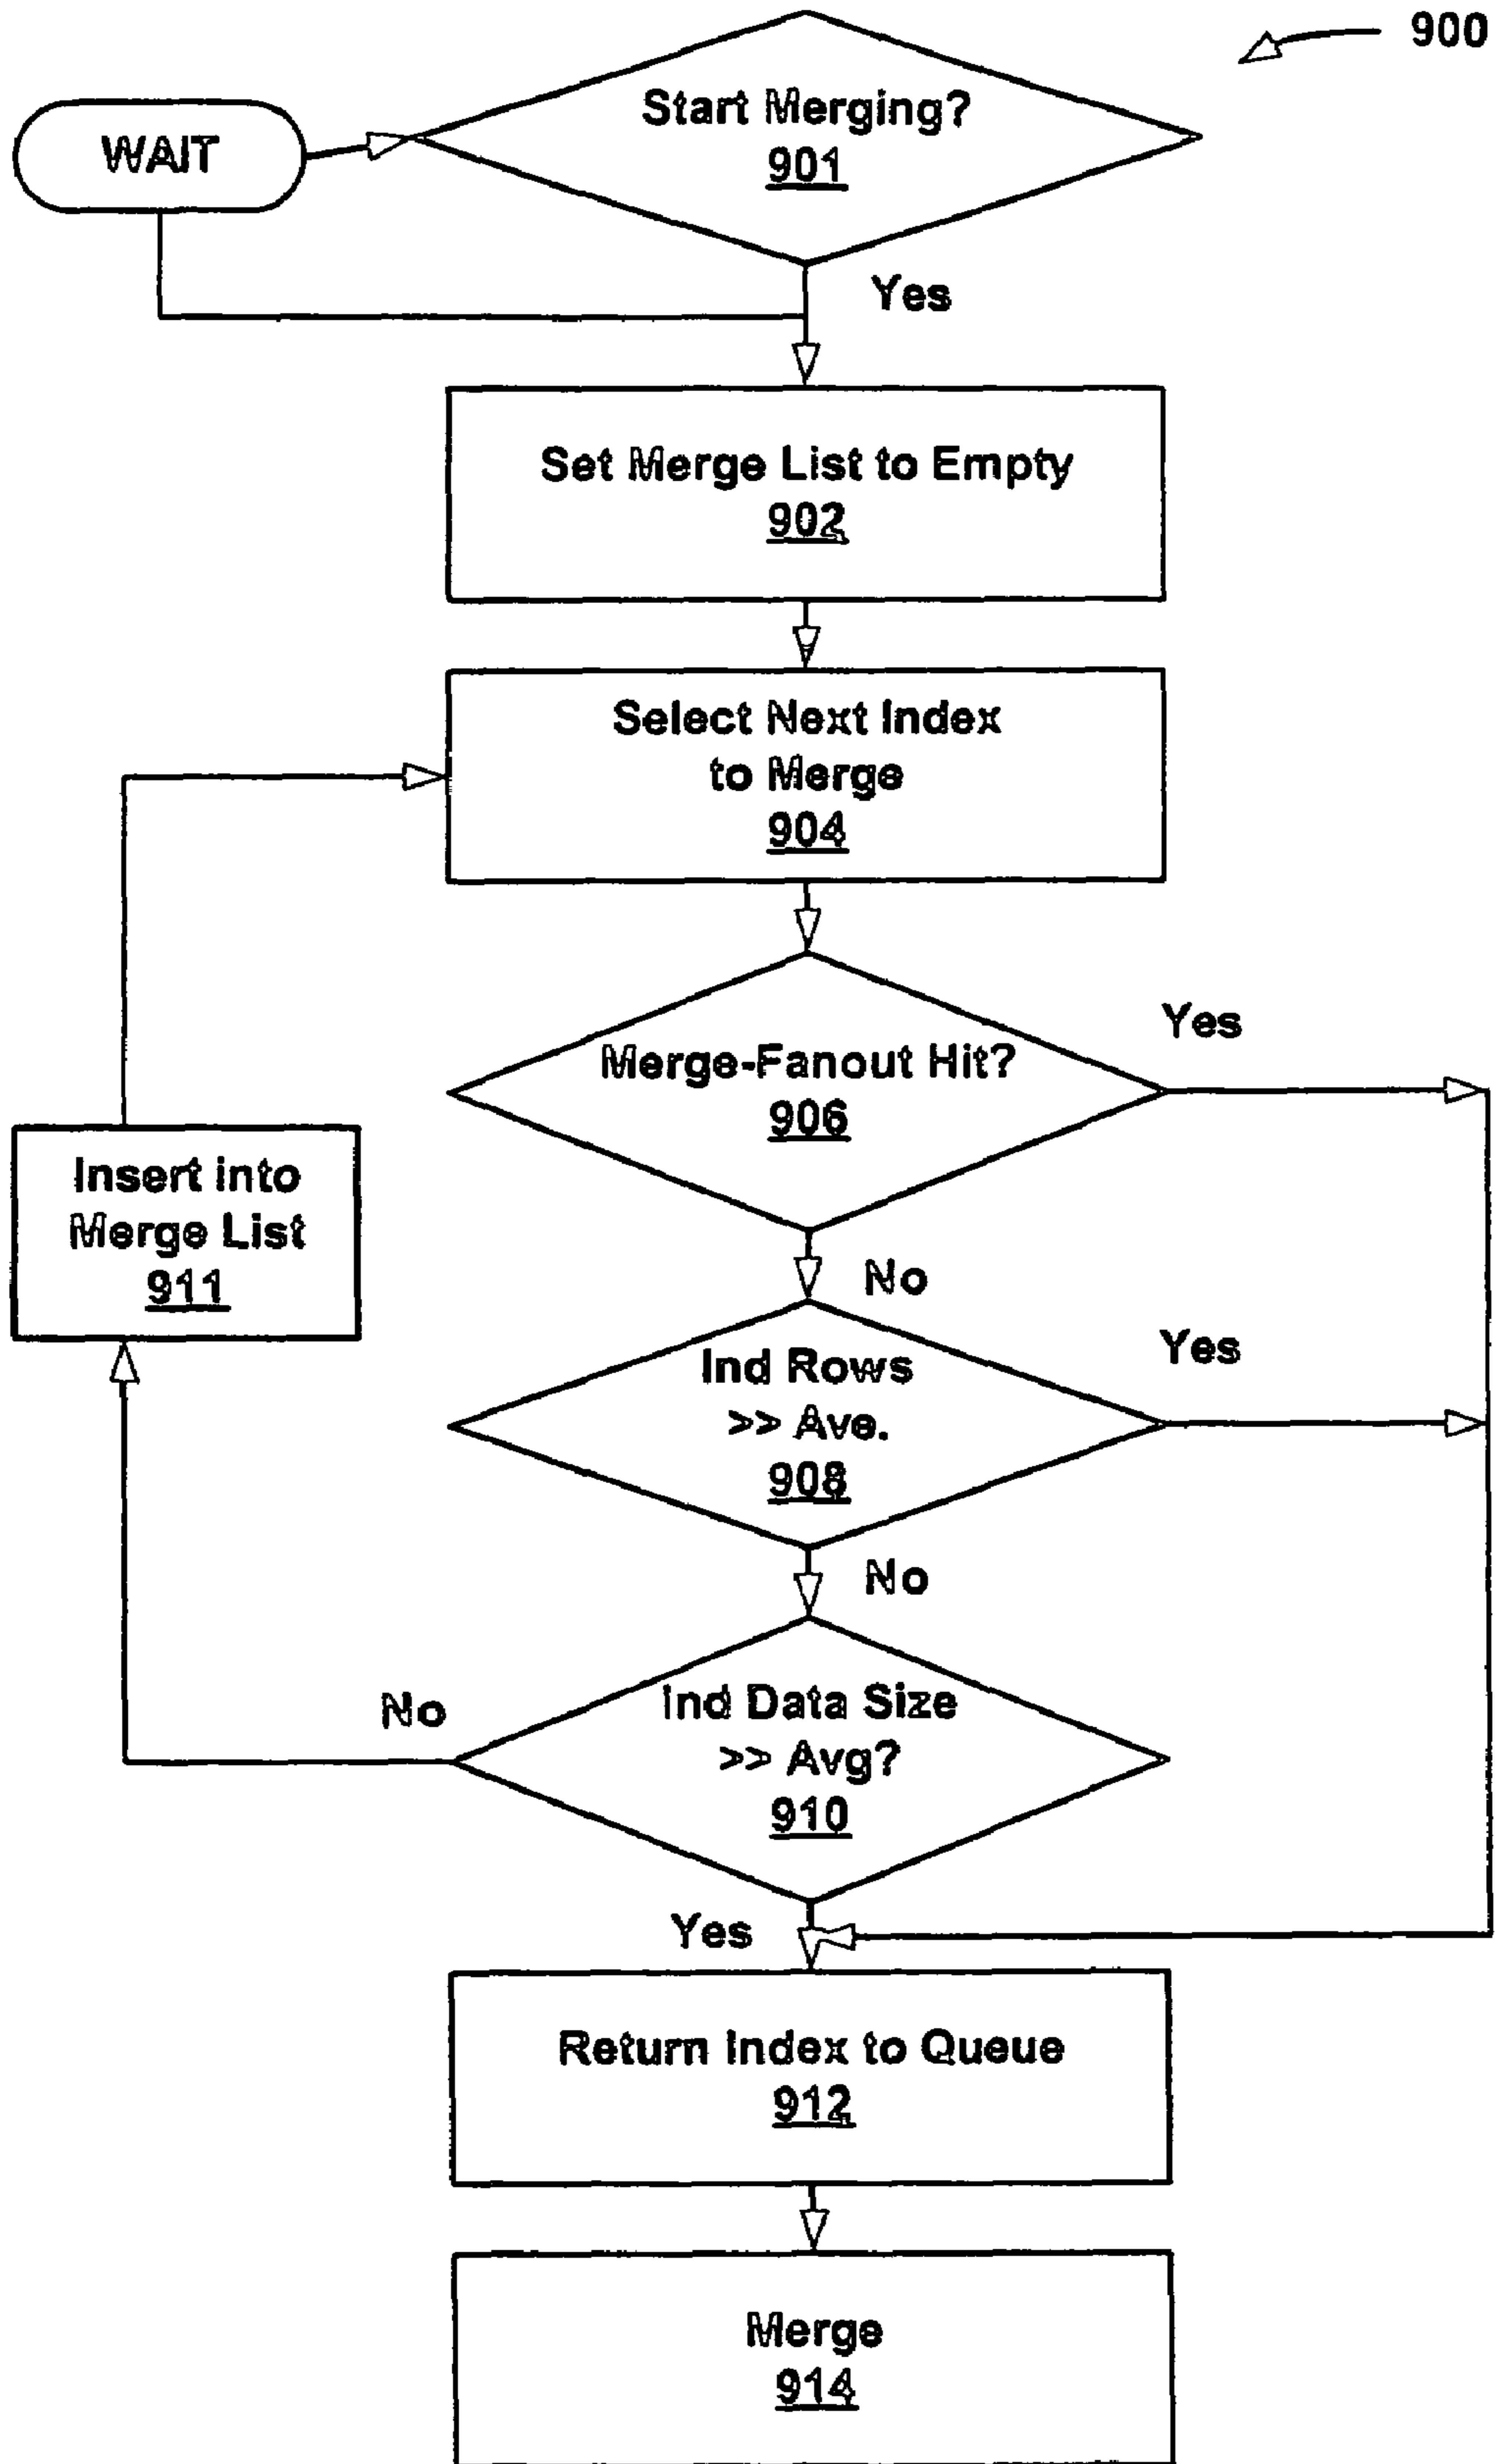 900
Start Merging?
901
WAIT
Yes
Set Merge List to Empty
902
Select Next Index
to Merge
904
Yes
Merge-Fanout Hit?
906
Insert into
Merge List
911
No
Yes
Ind Rows
>> Ave.
908
No
No
Ind Data Size
>> Avg?
910
Yes
Return Index to Queue
912
Merge
914